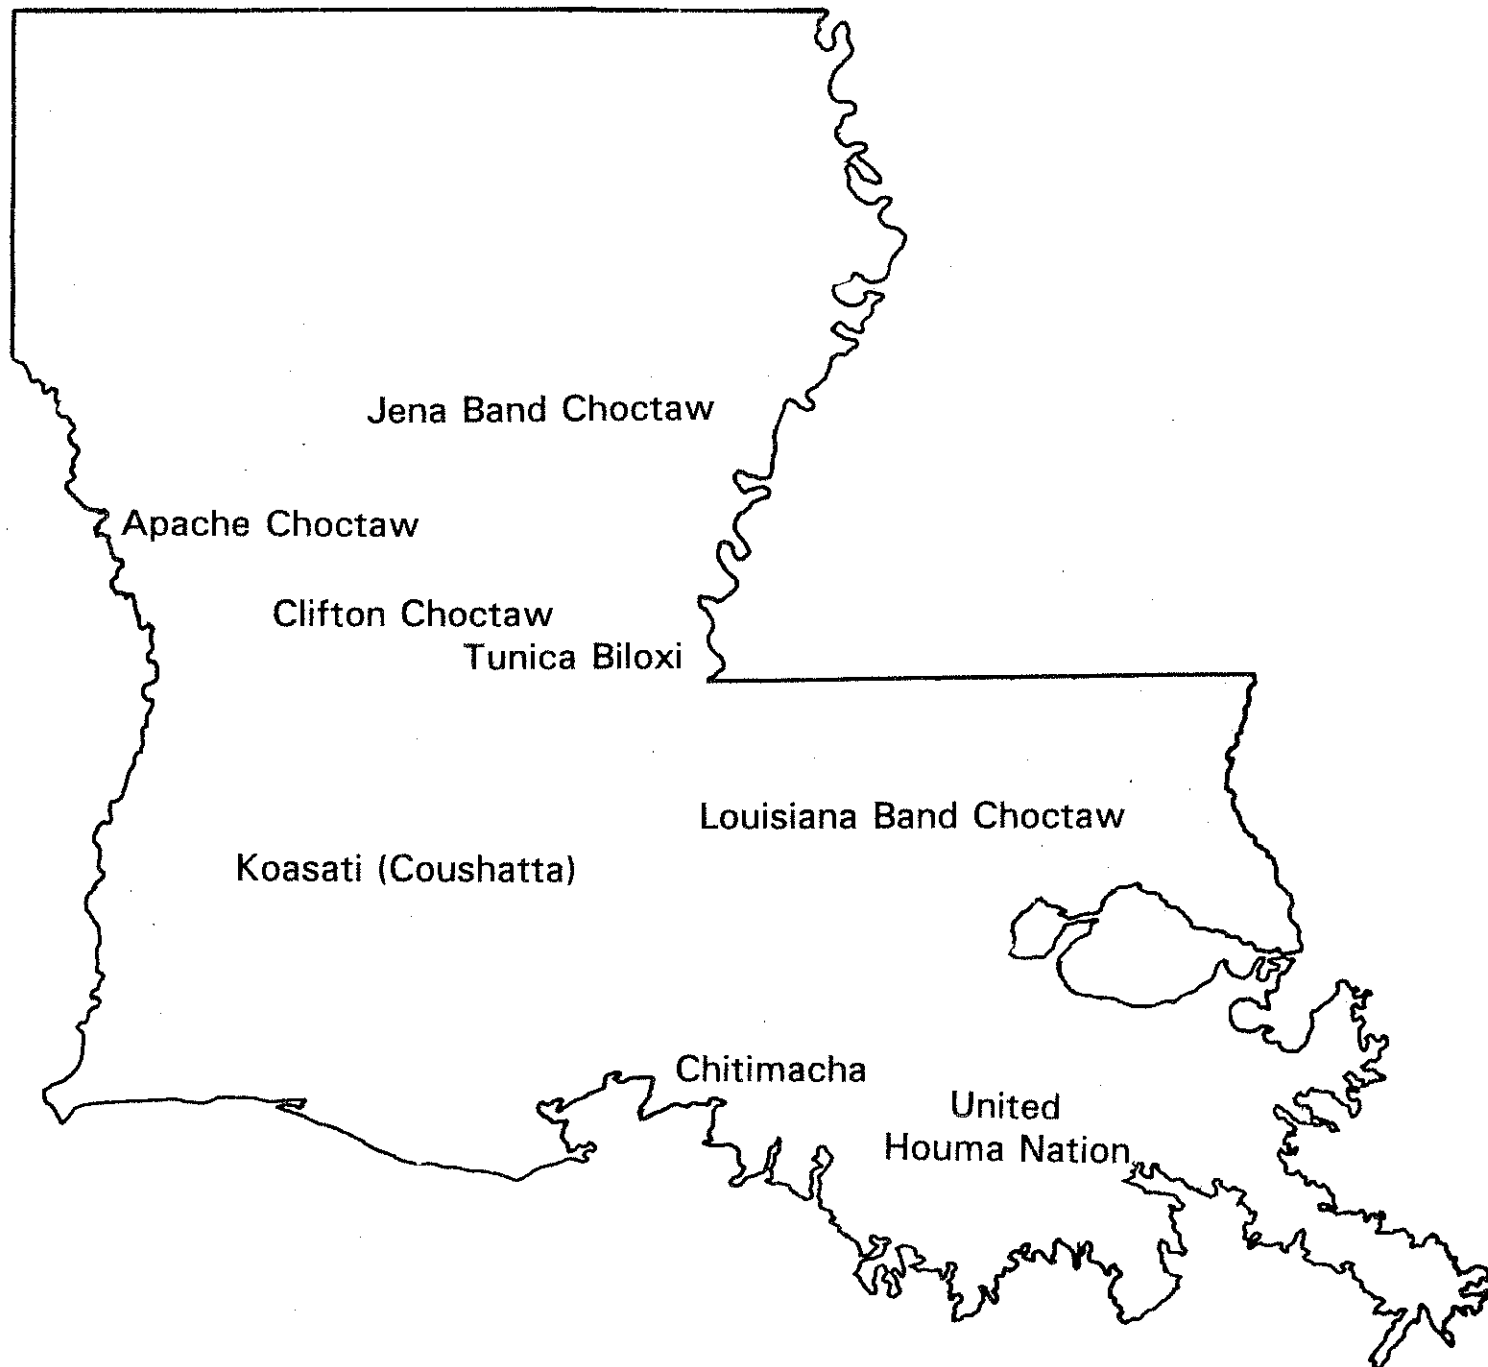 Jena Band Choctaw
Apache Choctaw
Clifton Choctaw
Tunica Biloxi
Louisiana Band Choctaw
Koasati (Coushatta)
Chitimacha
United
Houma Nation